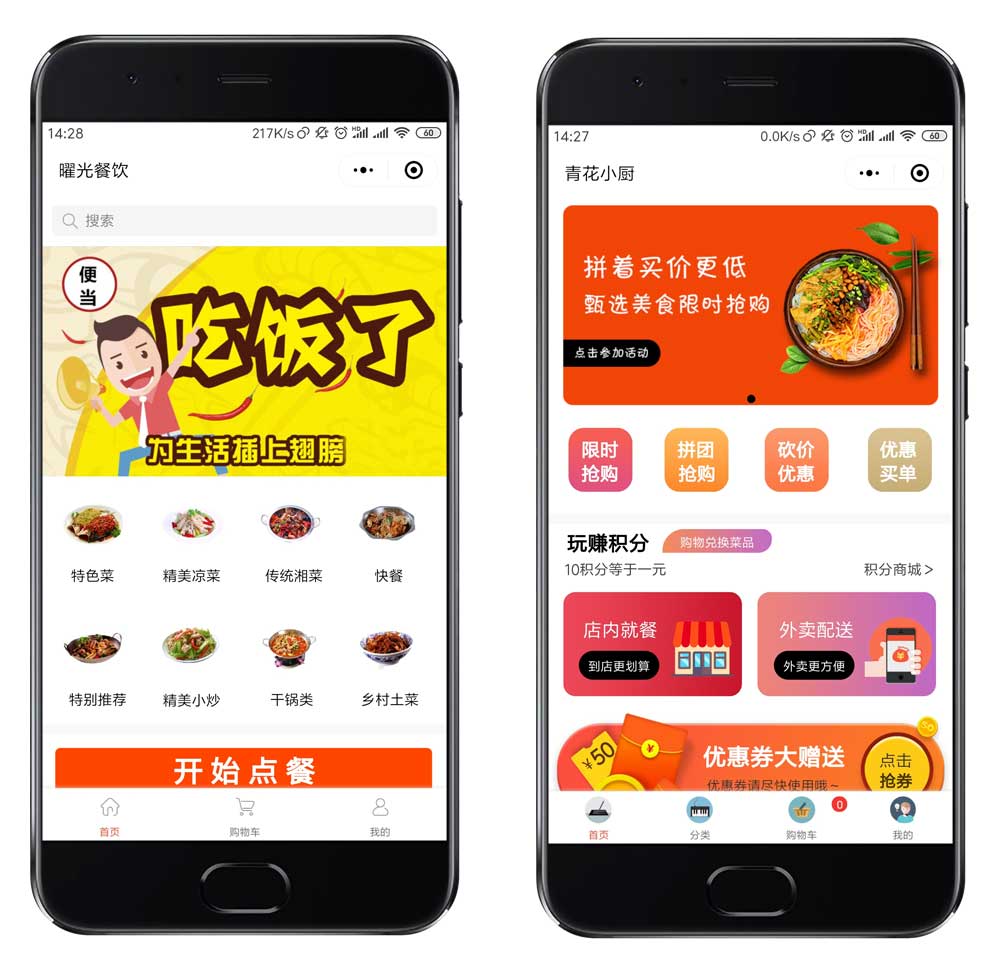 14:28
217K/s
HD
60
曜光餐饮
搜索
便当
吃饭了
为生活插上翅膀
特色菜
精美凉菜
传统湘菜
快餐
特别推荐
精美小炒
干锅类
乡村土菜
开始点餐
首页
购物车
我的
14:27
0.0K/s
HD
60
青花小厨
拼着买价更低
甄选美食限时抢购
点击参加活动
限时
抢购
拼团
抢购
砍价
优惠
优惠
买单
玩赚积分
购物兑换菜品
10积分等于一元
积分商城>
店内就餐
到店更划算
外卖配送
外卖更方便
¥50
¥
优惠券大赠送
优惠券请尽快使用哦~
点击
抢券
0
首页
分类
购物车
我的